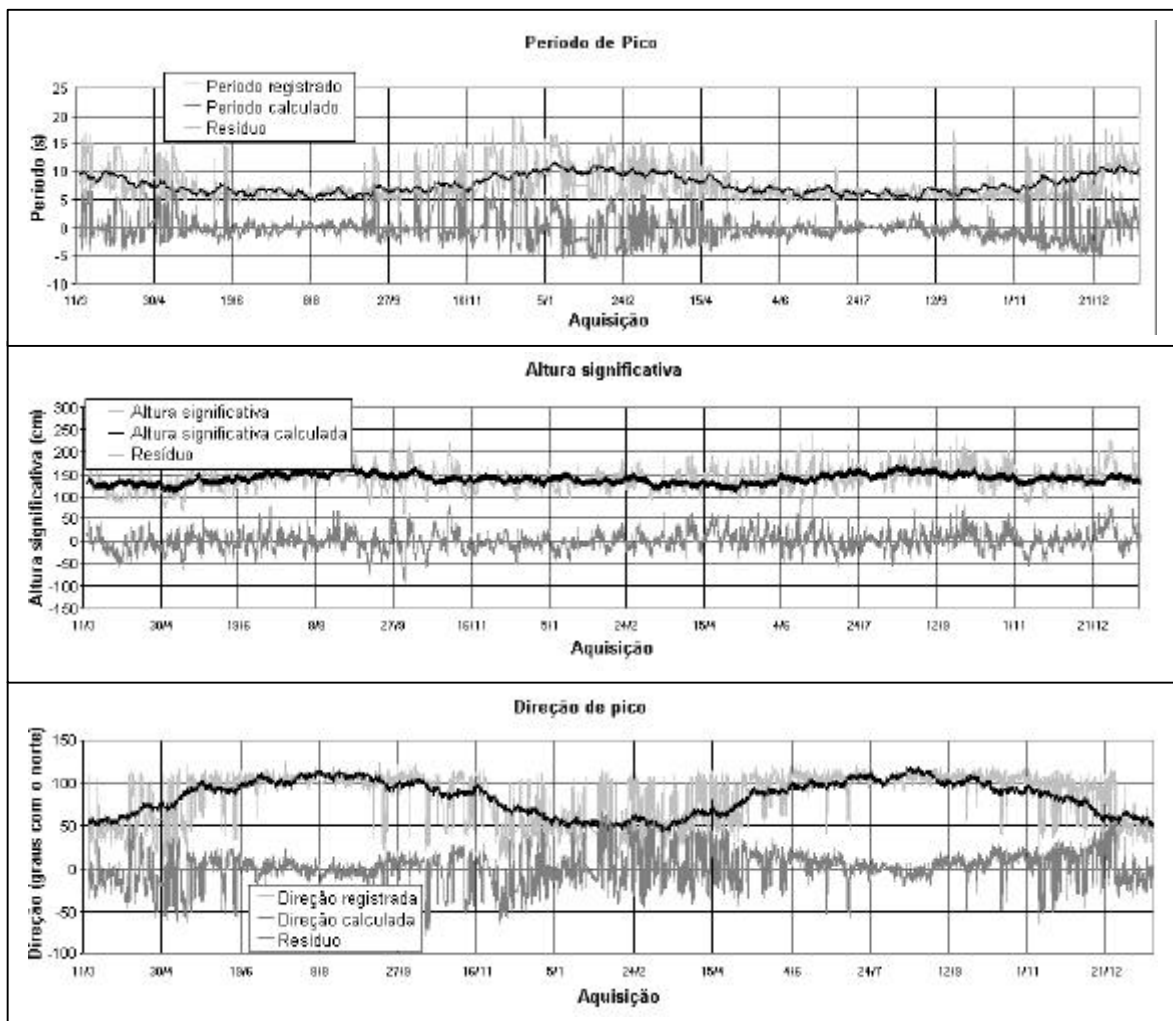 Período de Pico
Período registrado
Período calculado
Resíduo
Período (s)
25
20
15
10
5
0
-5
-10
11/3 30/4 19/6 8/8 27/9 16/11 5/1 24/2 15/4 4/6 24/7 12/9 1/11 21/12
Aquisição
Altura significativa
Altura significativa
Altura significativa calculada
Resíduo
Altura significativa (cm)
300
250
200
150
100
50
0
-50
-100
-150
11/3 30/4 19/6 8/8 27/9 16/11 5/1 24/2 15/4 4/6 24/7 12/9 1/11 21/12
Aquisição
Direção de pico
Direção (graus com o norte)
150
100
50
0
-50
-100
Direção registrada
Direção calculada
Resíduo
11/3 30/4 19/6 8/8 27/9 16/11 5/1 24/2 15/4 4/6 24/7 12/9 1/11 21/12
Aquisição